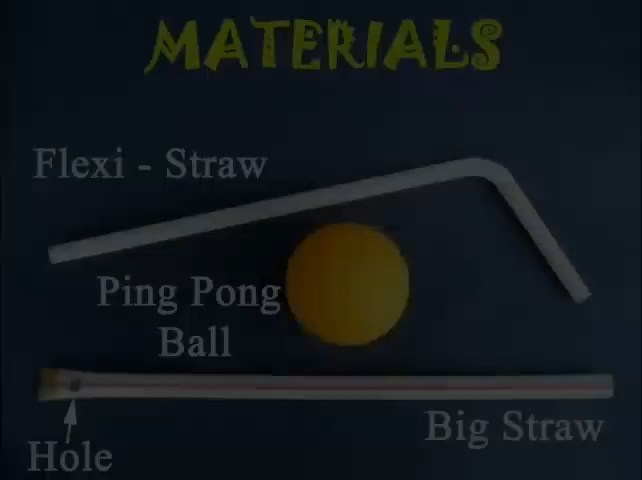 MATERIALS
Flexi - Straw
Ping Pong
Ball
Big Straw
Hole